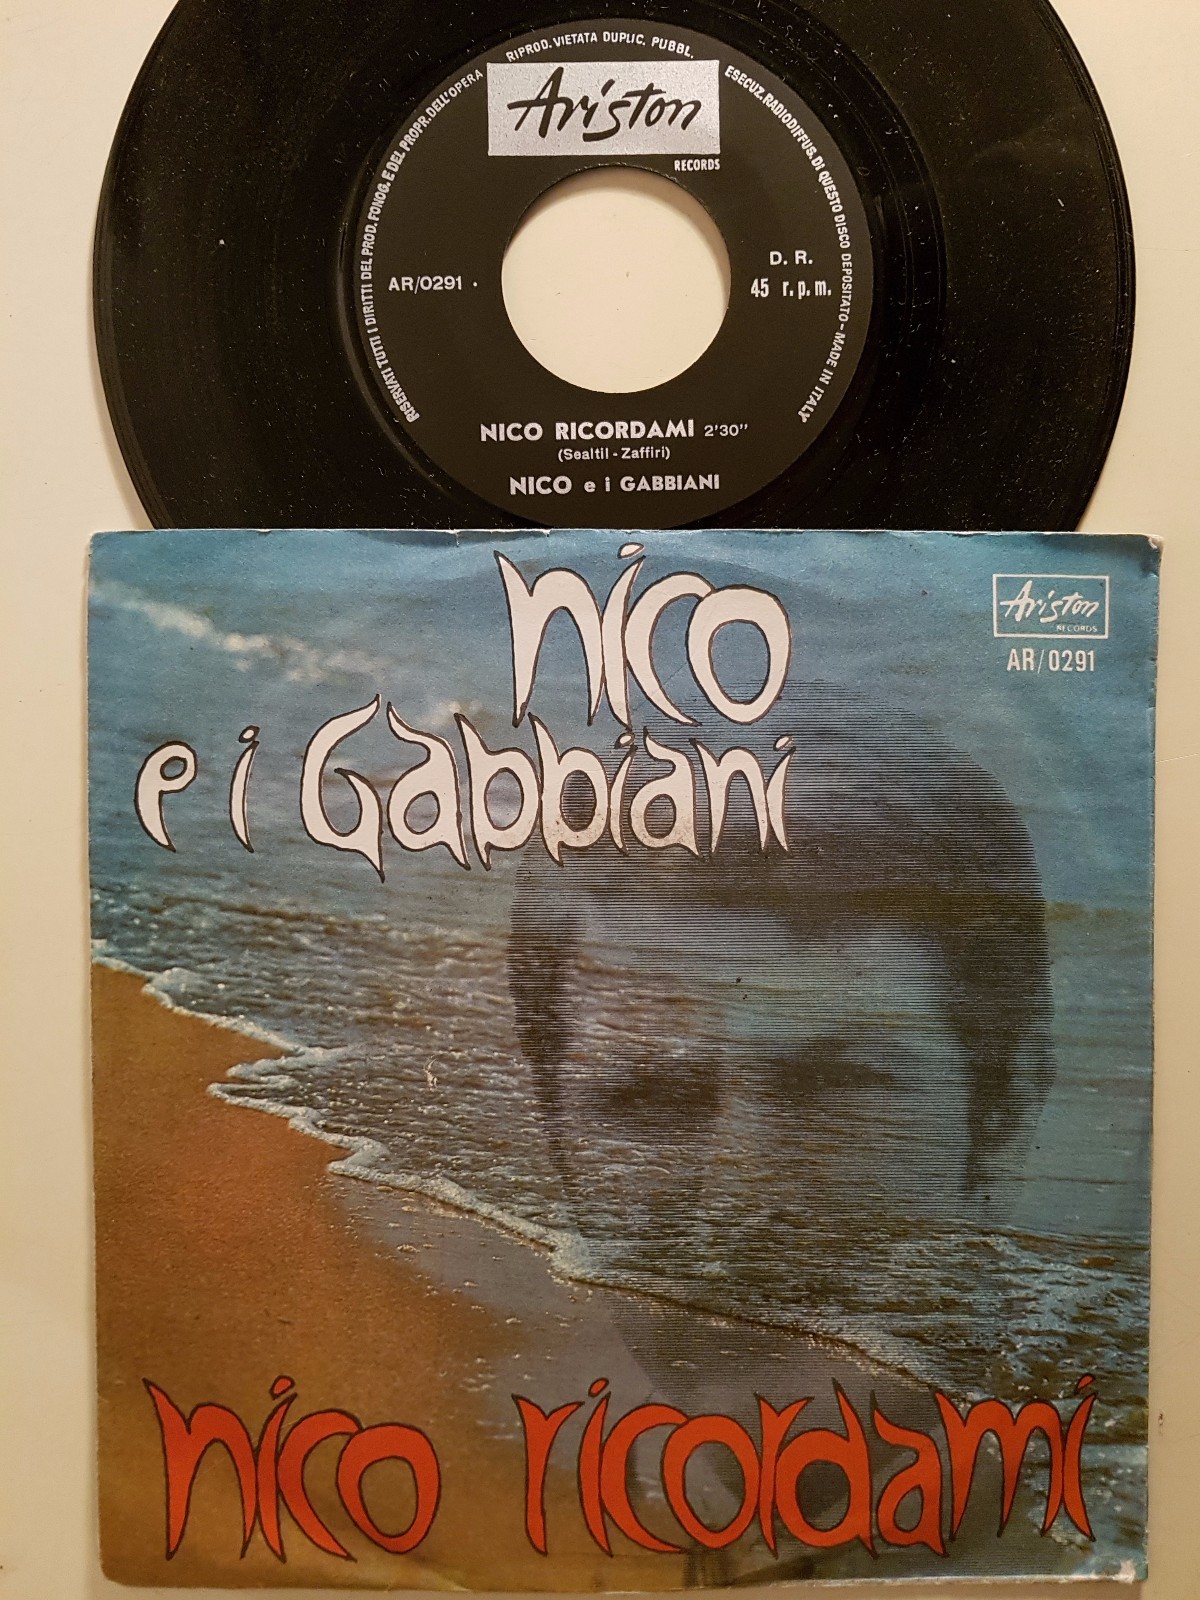 RISERVATI TUTTI I DIRITTI DEL PROD. FONOG. E DEL PROPR. DELL'OPERA
RIPROD. VIETATA DUPLIC. PUBBL.
ESECUZ. RADIODIFFUS. DI QUESTO DISCO DEPOSITATO - MADE IN ITALY
Ariston
RECORDS
D. R.
AR/0291 .
45 r.p.m.
NICO RICORDAMI 2'30"
(Sealtil - Zaffiri)
NICO e i GABBIANI
nico
e i Gabbiani
Ariston
RECORDS
AR/0291
nico ricordami